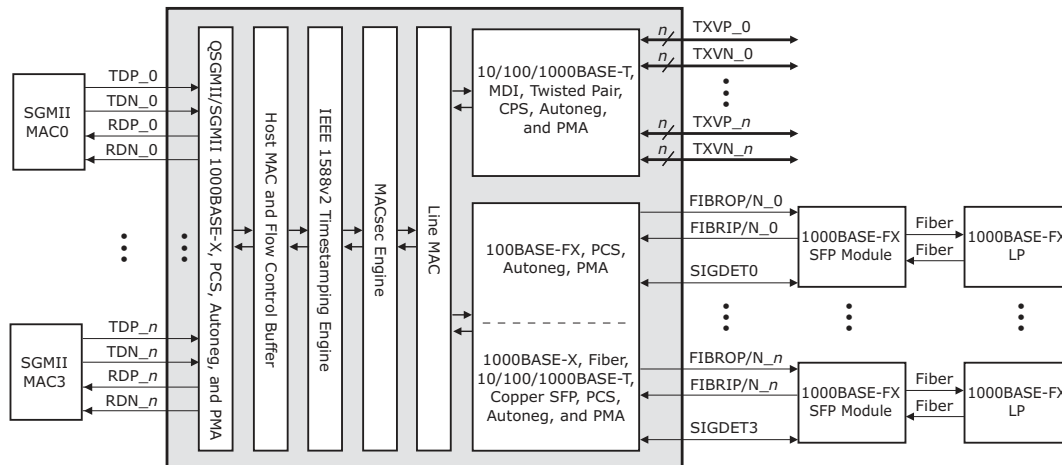 SGMII
MAC0
TDP_0
TDN_0
RDP_0
RDN_0
SGMII
MAC3
TDP_n
TDN_n
RDP_n
RDN_n
QSGMII/SGMII 1000BASE-X, PCS, Autoneg, and PMA
Host MAC and Flow Control Buffer
IEEE 1588v2 Timestamping Engine
MACsec Engine
Line MAC
10/100/1000BASE-T,
MDI, Twisted Pair,
CPS, Autoneg,
and PMA
n
TXVP_0
n
TXVN_0
n
TXVP_n
n
TXVN_n
100BASE-FX, PCS,
Autoneg, PMA
1000BASE-X, Fiber,
10/100/1000BASE-T,
Copper SFP, PCS,
Autoneg, and PMA
FIBROP/N_0
FIBRIP/N_0
SIGDET0
1000BASE-FX
SFP Module
Fiber
Fiber
1000BASE-FX
LP
FIBROP/N_n
FIBRIP/N_n
SIGDET3
1000BASE-FX
SFP Module
Fiber
Fiber
1000BASE-FX
LP